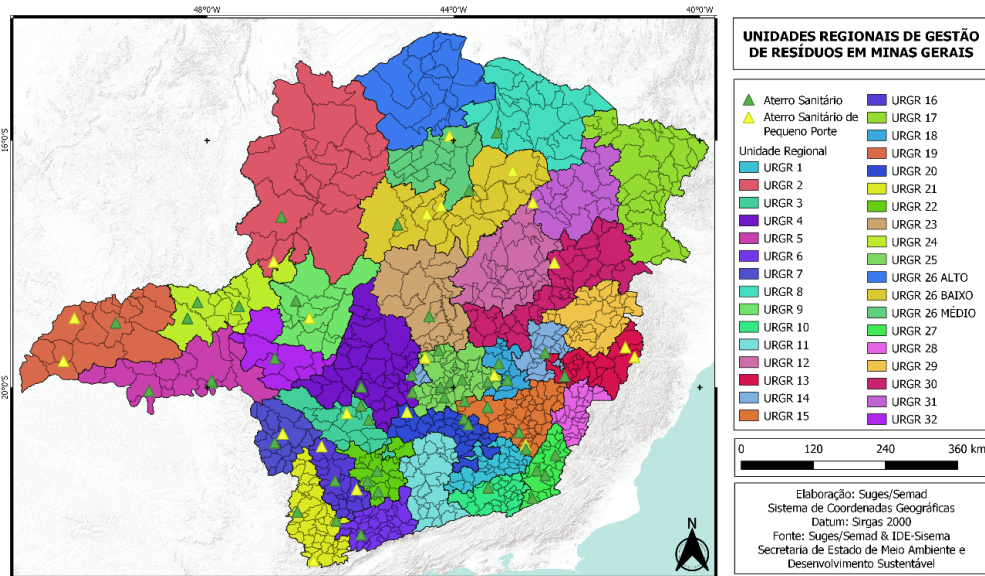 48°0'W 44°0'W 40°0'W
16°0'S
20°0'S
N
UNIDADES REGIONAIS DE GESTÃO
DE RESÍDUOS EM MINAS GERAIS
Aterro Sanitário
Aterro Sanitário de
Pequeno Porte
Unidade Regional
URGR 1
URGR 2
URGR 3
URGR 4
URGR 5
URGR 6
URGR 7
URGR 8
URGR 9
URGR 10
URGR 11
URGR 12
URGR 13
URGR 14
URGR 15
URGR 16
URGR 17
URGR 18
URGR 19
URGR 20
URGR 21
URGR 22
URGR 23
URGR 24
URGR 25
URGR 26 ALTO
URGR 26 BAIXO
URGR 26 MÉDIO
URGR 27
URGR 28
URGR 29
URGR 30
URGR 31
URGR 32
0 120 240 360 km
Elaboração: Suges/Semad
Sistema de Coordenadas Geográficas
Datum: Sirgas 2000
Fonte: Suges/Semad & IDE-Sisema
Secretaria de Estado de Meio Ambiente e
Desenvolvimento Sustentável